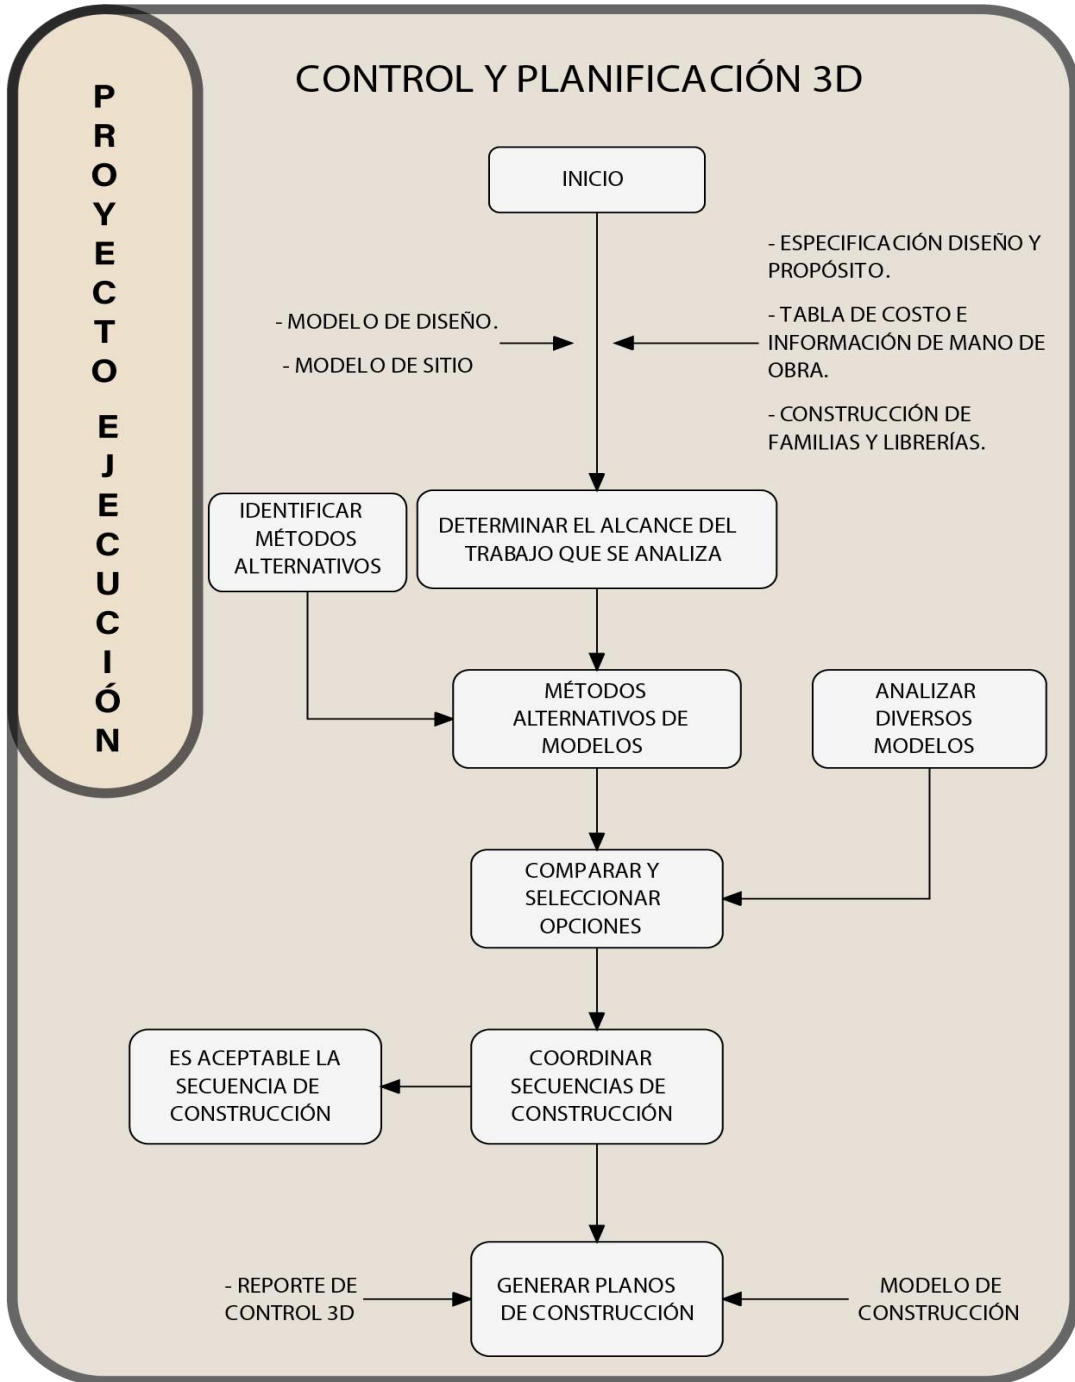 PROYECTO EJECUCIÓN
CONTROL Y PLANIFICACIÓN 3D
INICIO
- ESPECIFICACIÓN DISEÑO Y
PROPÓSITO.
- TABLA DE COSTO E
INFORMACIÓN DE MANO DE
OBRA.
- CONSTRUCCIÓN DE
FAMILIAS Y LIBRERÍAS.
- MODELO DE DISEÑO.
- MODELO DE SITIO
IDENTIFICAR
MÉTODOS
ALTERNATIVOS
DETERMINAR EL ALCANCE DEL
TRABAJO QUE SE ANALIZA
MÉTODOS
ALTERNATIVOS DE
MODELOS
ANALIZAR
DIVERSOS
MODELOS
COMPARAR Y
SELECCIONAR
OPCIONES
ES ACEPTABLE LA
SECUENCIA DE
CONSTRUCCIÓN
COORDINAR
SECUENCIAS DE
CONSTRUCCIÓN
- REPORTE DE
CONTROL 3D
GENERAR PLANOS
DE CONSTRUCCIÓN
MODELO DE
CONSTRUCCIÓN